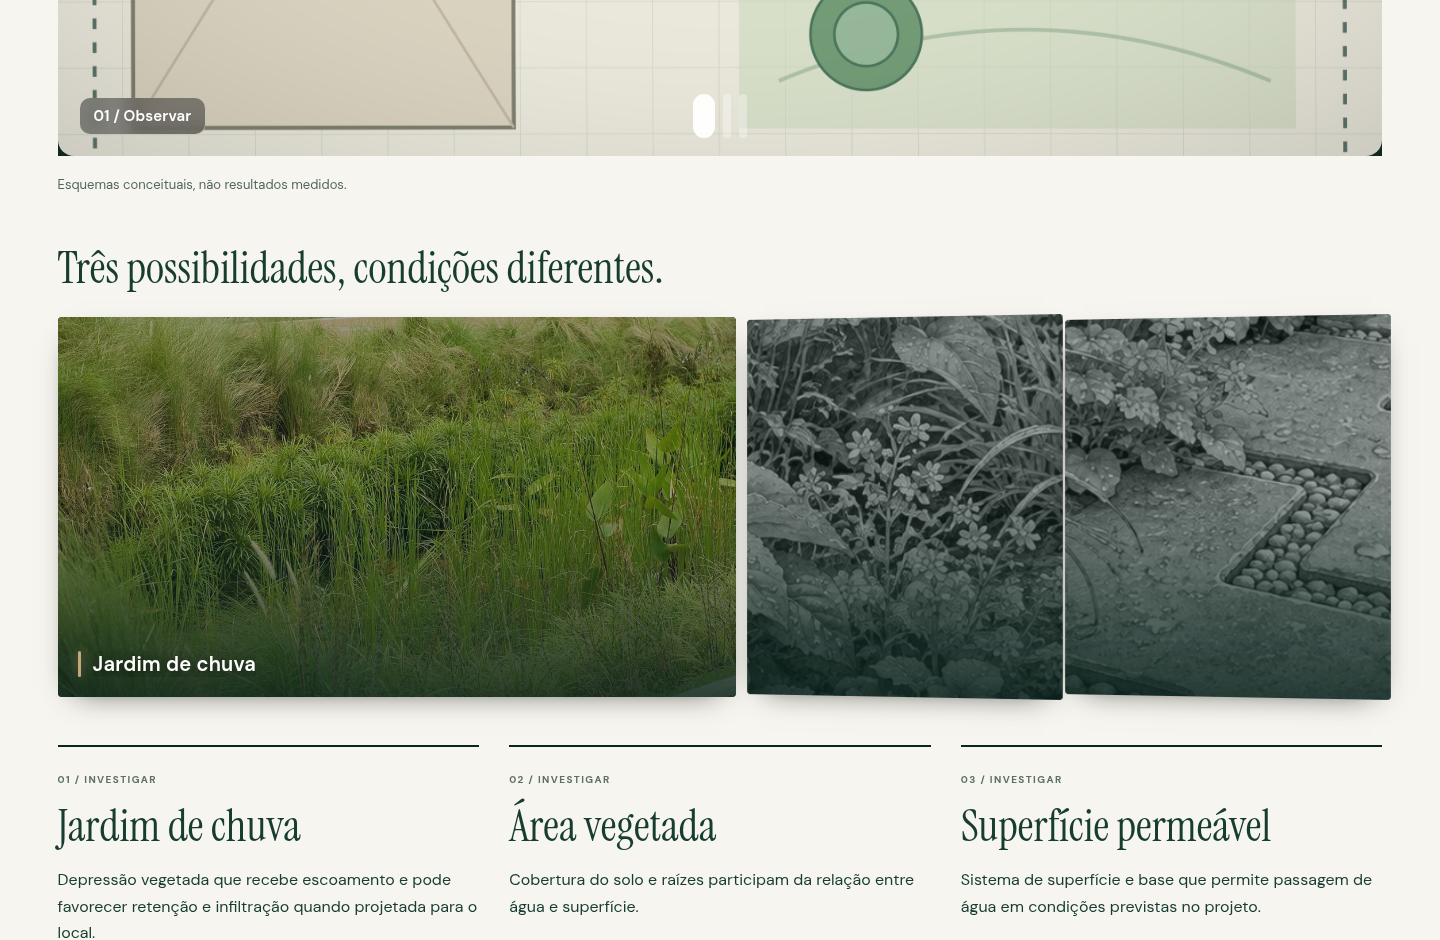 01 / Observar
Esquemas conceituais, não resultados medidos.
Três possibilidades, condições diferentes.
Jardim de chuva
01 / INVESTIGAR
Jardim de chuva
Depressão vegetada que recebe escoamento e pode
favorecer retenção e infiltração quando projetada para o
local.
02 / INVESTIGAR
Área vegetada
Cobertura do solo e raízes participam da relação entre
água e superfície.
03 / INVESTIGAR
Superfície permeável
Sistema de superfície e base que permite passagem de
água em condições previstas no projeto.